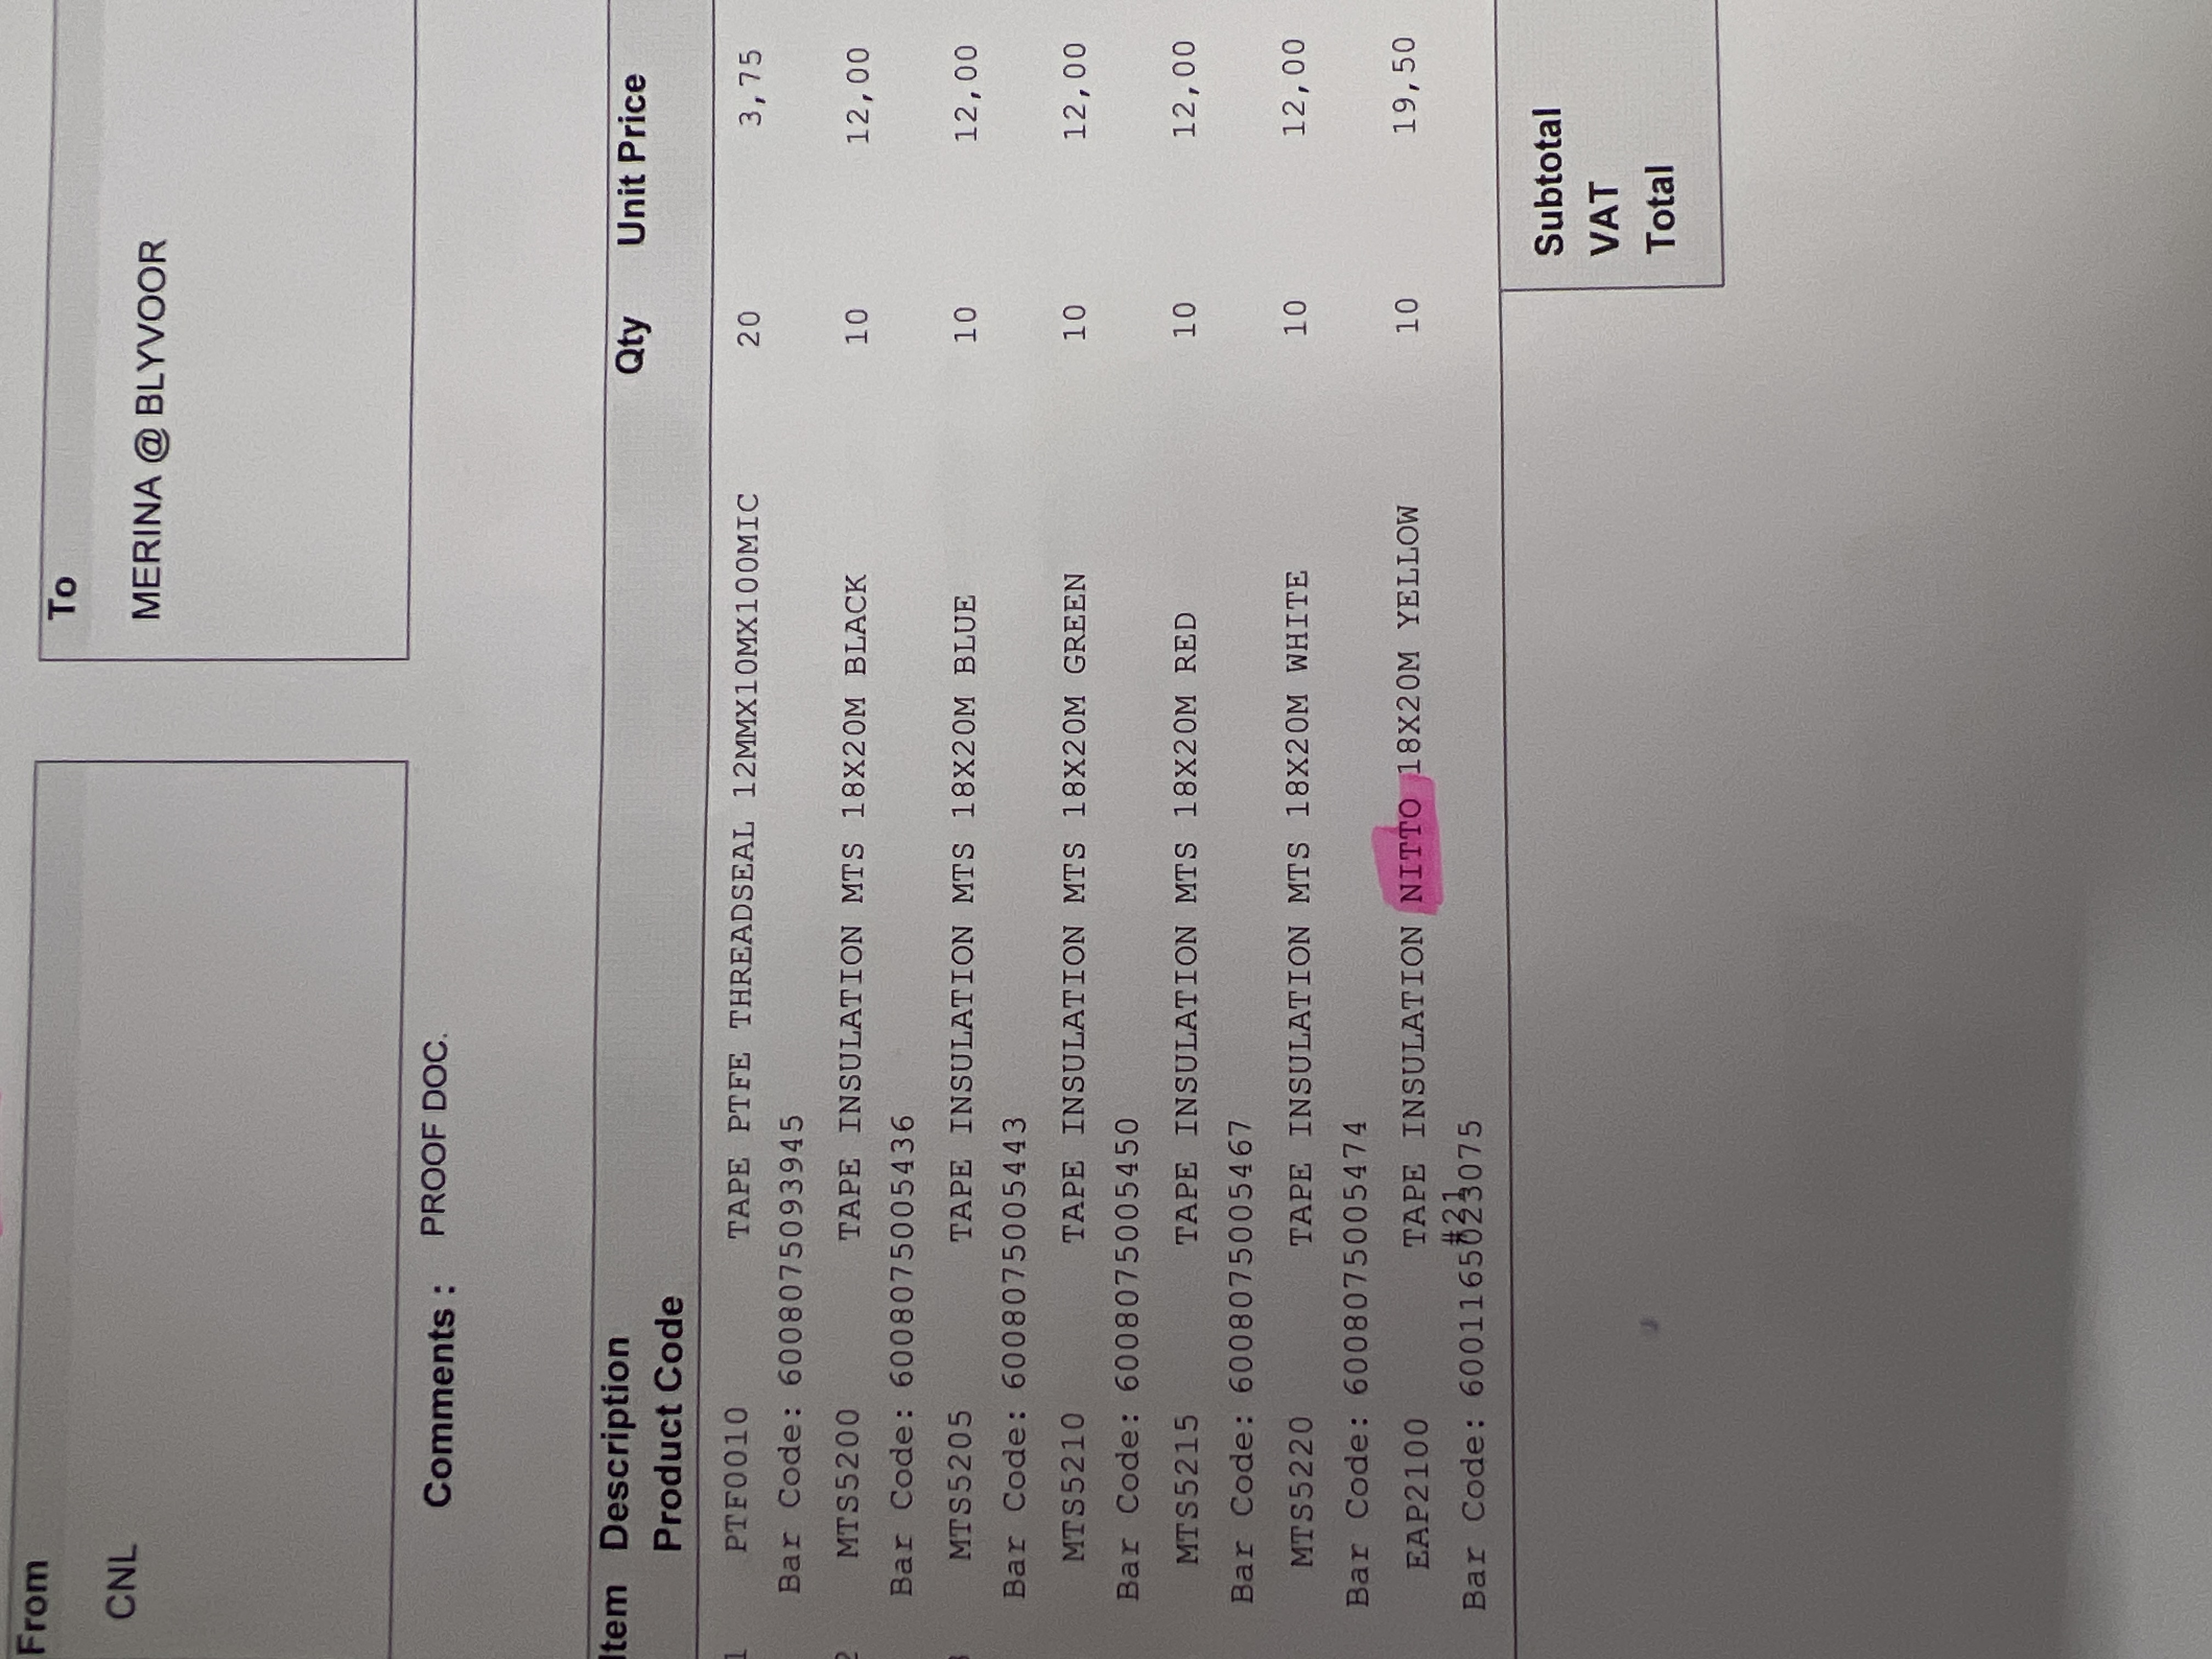 From
To
CNL
MERINA @ BLYVOOR
Comments : PROOF DOC.
Item Description Qty Unit Price
Product Code
1 PTF0010 TAPE PTFE THREADSEAL 12MMX10MX100MIC 20 3,75
Bar Code: 6008075093945
2 MTS5200 TAPE INSULATION MTS 18X20M BLACK 10 12,00
Bar Code: 6008075005436
3 MTS5205 TAPE INSULATION MTS 18X20M BLUE 10 12,00
Bar Code: 6008075005443
MTS5210 TAPE INSULATION MTS 18X20M GREEN 10 12,00
Bar Code: 6008075005450
MTS5215 TAPE INSULATION MTS 18X20M RED 10 12,00
Bar Code: 6008075005467
MTS5220 TAPE INSULATION MTS 18X20M WHITE 10 12,00
Bar Code: 6008075005474
EAP2100 TAPE INSULATION NITTO 18X20M YELLOW 10 19,50
#21
Bar Code: 6001165023075
Subtotal
VAT
Total